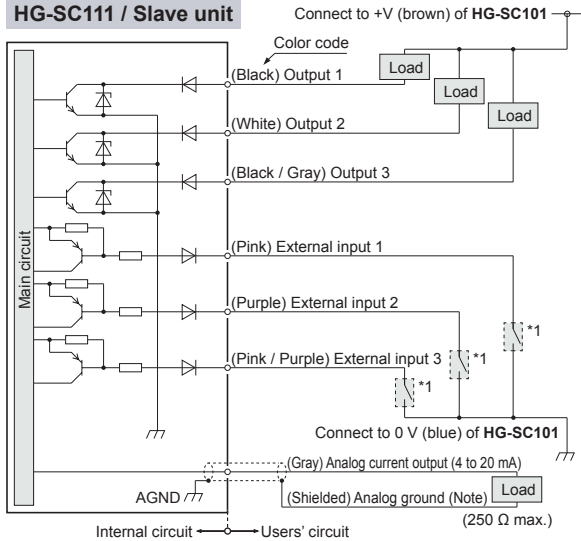 HG-SC111 / Slave unit
Connect to +V (brown) of HG-SC101
Color code
(Black) Output 1
Load
(White) Output 2
Load
(Black / Gray) Output 3
Load
Main circuit
(Pink) External input 1
(Purple) External input 2
*1
*1
(Pink / Purple) External input 3
*1
Connect to 0 V (blue) of HG-SC101
(Gray) Analog current output (4 to 20 mA)
AGND
(Shielded) Analog ground (Note)
Load
(250 Ω max.)
Internal circuit
Users' circuit